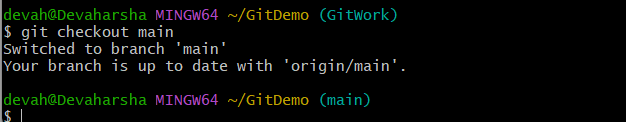 devah@Devaharsha MINGW64 ~/GitDemo (GitWork)
$ git checkout main
Switched to branch 'main'
Your branch is up to date with 'origin/main'.
devah@Devaharsha MINGW64 ~/GitDemo (main)
$